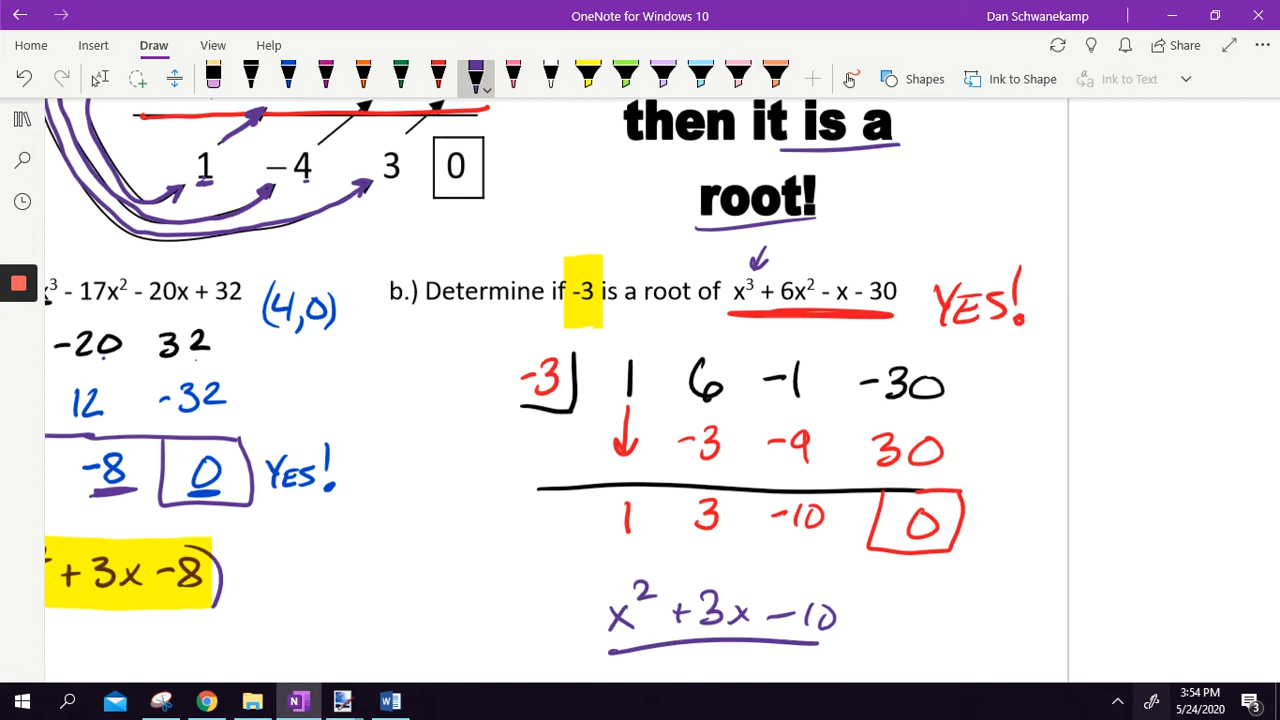 OneNote for Windows 10
Dan Schwanekamp
Home Insert Draw View Help
Share
Shapes Ink to Shape Ink to Text
then it is a
root!
1 −4 3 0
x³ - 17x² - 20x + 32 (4,0)
-20 32
12 -32
-8 0 YES!
+ 3x -8)
b.) Determine if -3 is a root of x³ + 6x² - x - 30 YES!
-3 1 6 -1 -30
-3 -9 30
1 3 -10 0
x² +3x -10
3:54 PM
5/24/2020
3